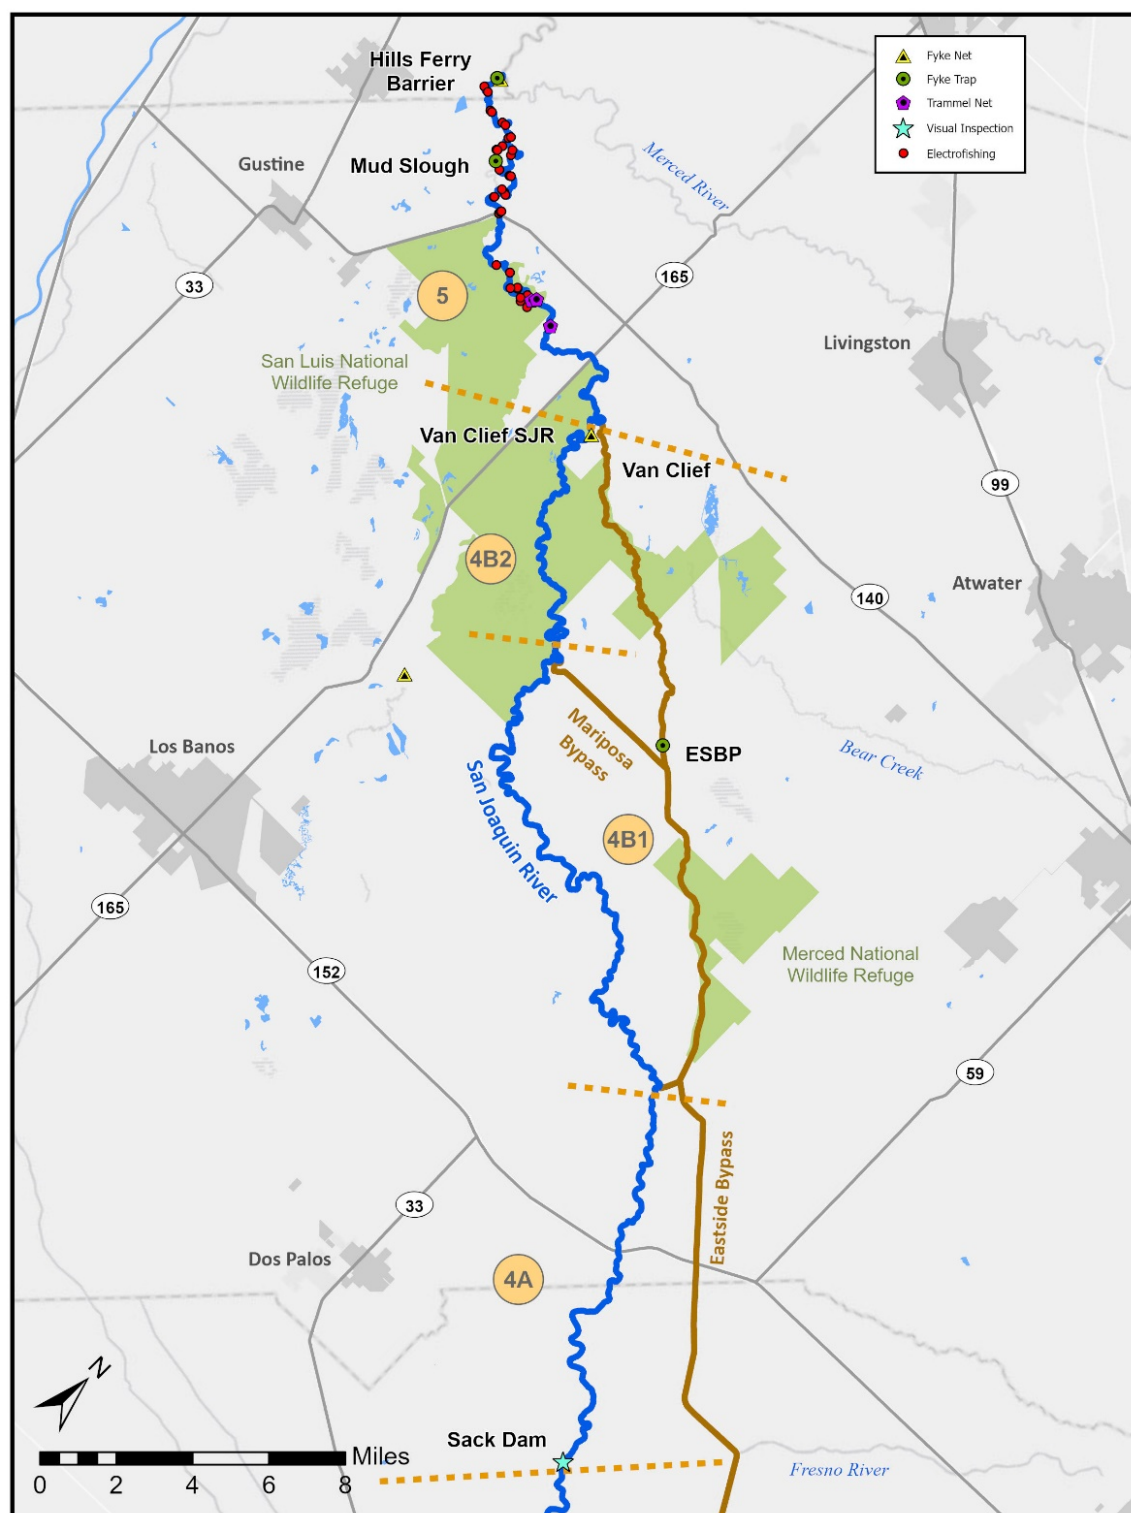 Hills Ferry
Barrier
Fyke Net
Fyke Trap
Trammel Net
Visual Inspection
Electrofishing
Gustine
Mud Slough
Merced River
33
5
165
San Luis National
Wildlife Refuge
Livingston
Van Clief SJR
Van Clief
99
4B2
140
Atwater
Los Banos
Mariposa
Bypass
ESBP
Bear Creek
San Joaquin River
4B1
165
152
Merced National
Wildlife Refuge
59
Eastside Bypass
33
Dos Palos
4A
N
Sack Dam
Miles
0 2 4 6 8
Fresno River